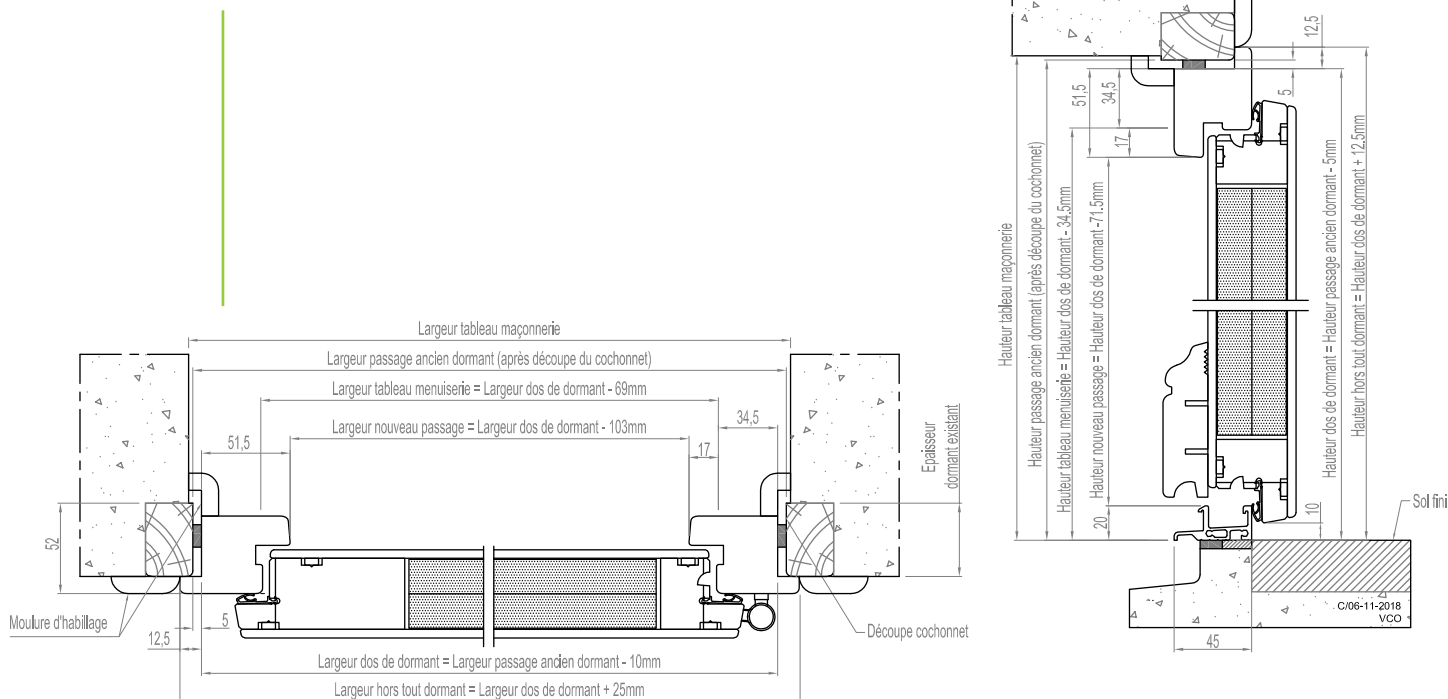 Largeur tableau maçonnerie
Largeur passage ancien dormant (après découpe du cochonnet)
Largeur tableau menuiserie = Largeur dos de dormant - 69mm
Largeur nouveau passage = Largeur dos de dormant - 103mm
51,5
17
34,5
Epaisseur
dormant existant
52
Moulure d'habillage
12,5
5
Découpe cochonnet
Largeur dos de dormant = Largeur passage ancien dormant - 10mm
Largeur hors tout dormant = Largeur dos de dormant + 25mm
12,5
51,5
34,5
5
17
Hauteur tableau maçonnerie
Hauteur passage ancien dormant (après découpe du cochonnet)
Hauteur tableau menuiserie = Hauteur dos de dormant - 34.5mm
Hauteur nouveau passage = Hauteur dos de dormant -71.5mm
Hauteur dos de dormant = Hauteur passage ancien dormant - 5mm
Hauteur hors tout dormant = Hauteur dos de dormant + 12.5mm
20
10
Sol fini
C/06-11-2018
VCO
45